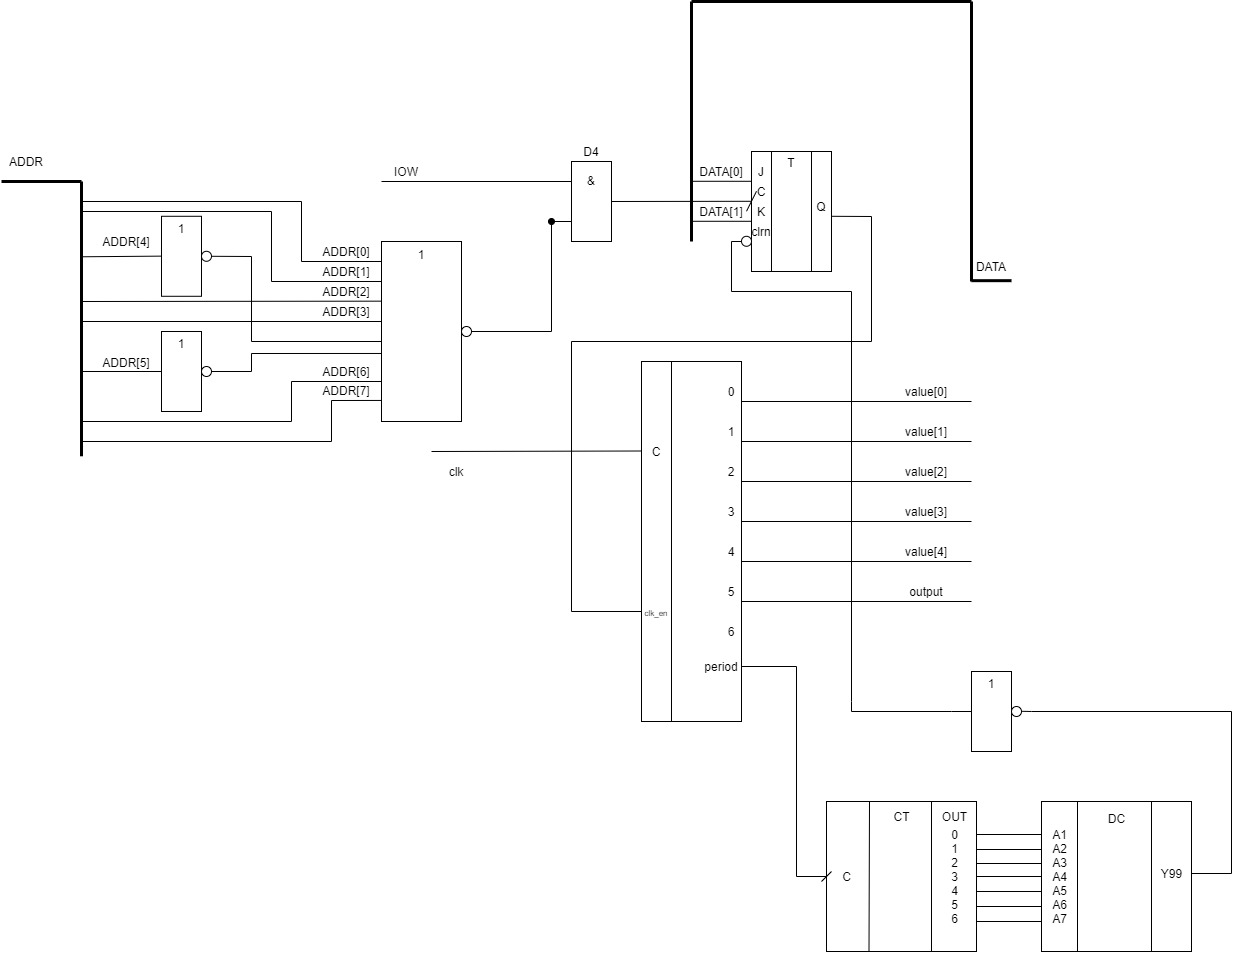 D4
ADDR
IOW
&
DATA[0]
J
T
C
DATA[1]
K
Q
clrn
ADDR[4]
1
ADDR[0]
1
ADDR[1]
DATA
ADDR[2]
ADDR[3]
1
ADDR[5]
ADDR[6]
ADDR[7]
0
value[0]
1
value[1]
C
clk
2
value[2]
3
value[3]
4
value[4]
5
output
clk_en
6
period
1
CT
OUT
DC
0
A1
1
A2
2
A3
C
3
A4
Y99
4
A5
5
A6
6
A7